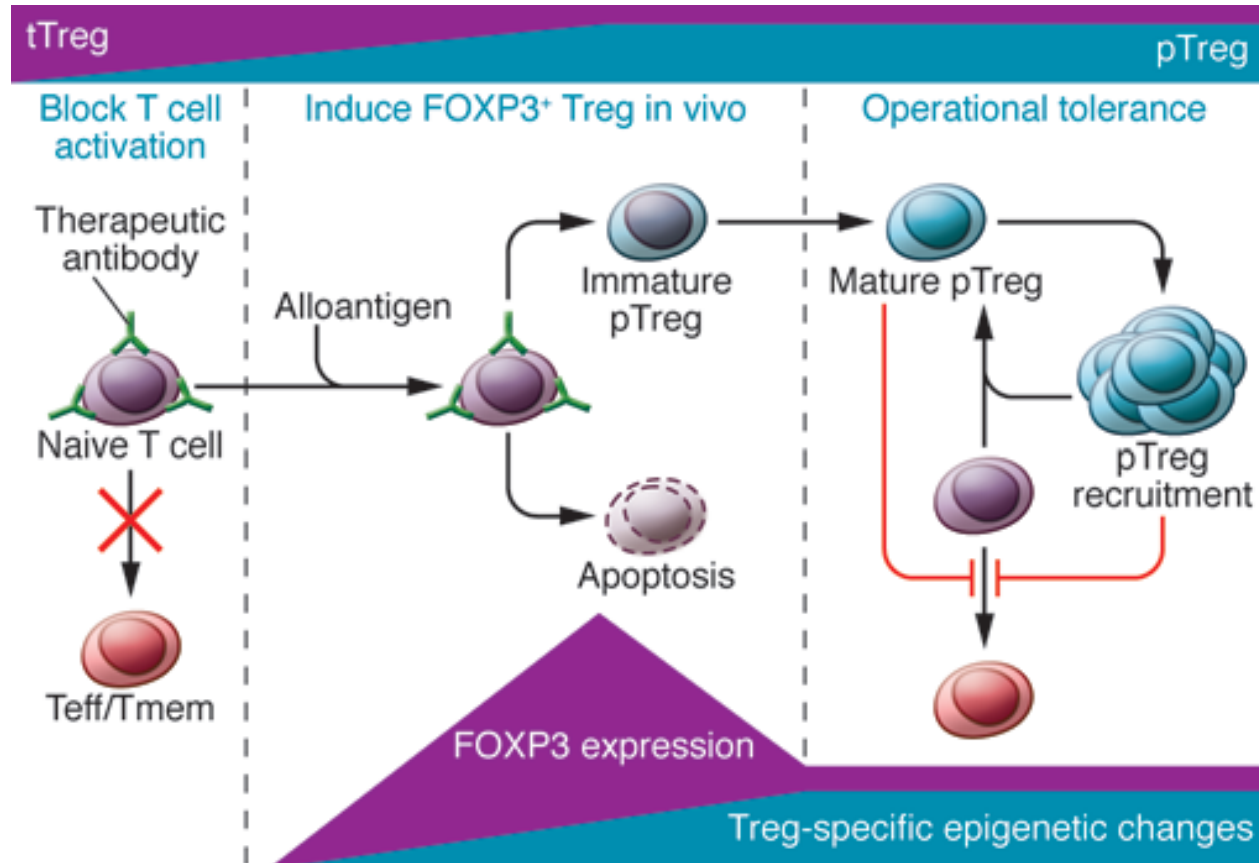 tTreg
pTreg
Block T cell
activation
Induce FOXP3⁺ Treg in vivo
Operational tolerance
Therapeutic
antibody
Alloantigen
Immature
pTreg
Mature pTreg
Naive T cell
pTreg
recruitment
Apoptosis
Teff/Tmem
FOXP3 expression
Treg-specific epigenetic changes